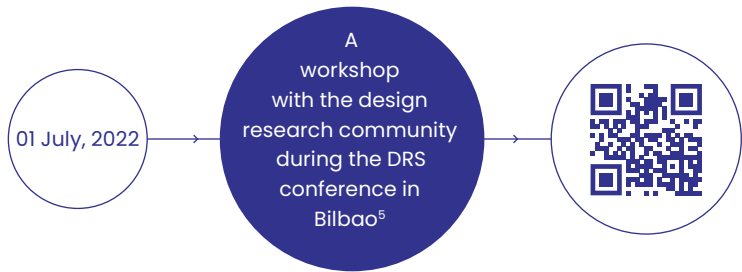 01 July, 2022
A
workshop
with the design
research community
during the DRS
conference in
Bilbao⁵